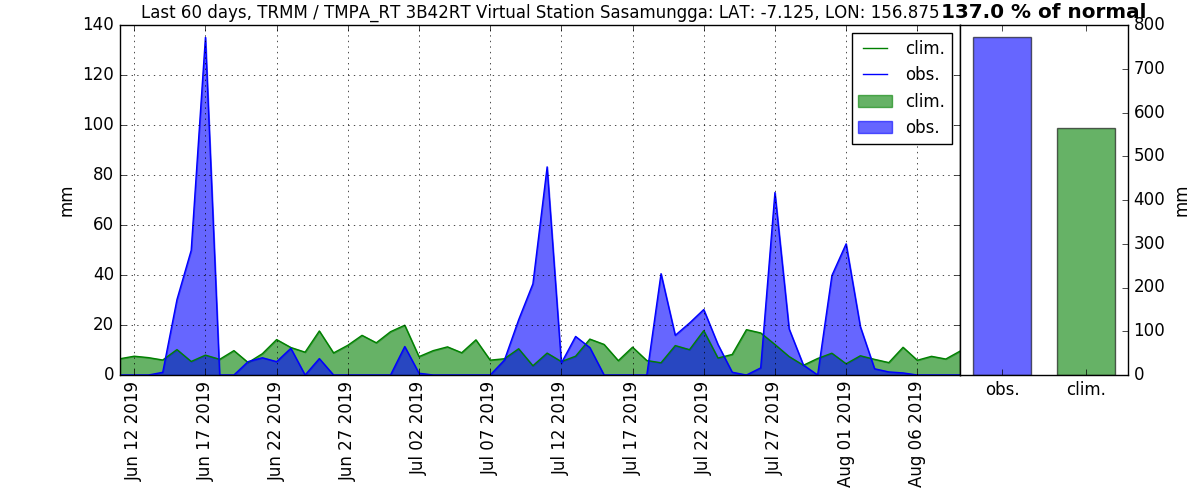 Last 60 days, TRMM / TMPA_RT 3B42RT Virtual Station Sasamungga: LAT: -7.125, LON: 156.875
137.0 % of normal
140
120
100
80
60
40
20
0
mm
clim.
obs.
clim.
obs.
Jun 12 2019
Jun 17 2019
Jun 22 2019
Jun 27 2019
Jul 02 2019
Jul 07 2019
Jul 12 2019
Jul 17 2019
Jul 22 2019
Jul 27 2019
Aug 01 2019
Aug 06 2019
800
700
600
500
400
300
200
100
0
mm
obs.
clim.